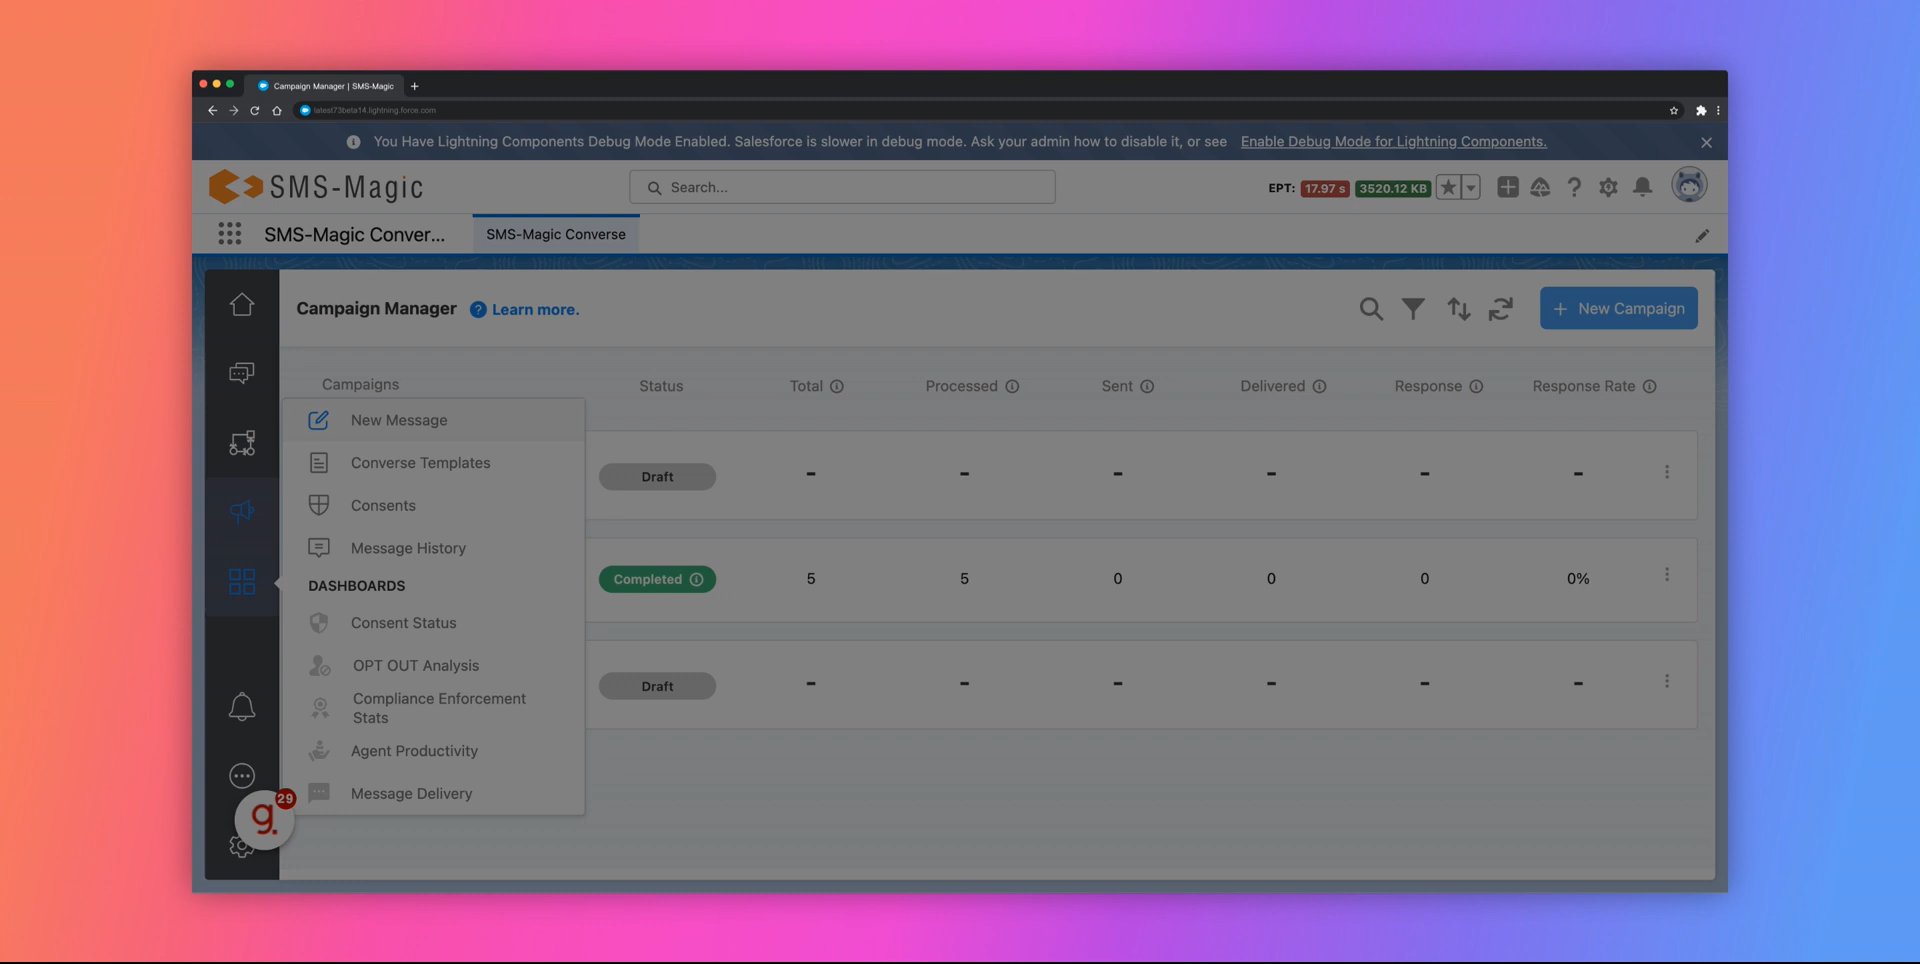 Campaign Manager | SMS-Magic
latest73beta14.lightning.force.com
You Have Lightning Components Debug Mode Enabled. Salesforce is slower in debug mode. Ask your admin how to disable it, or see Enable Debug Mode for Lightning Components.
SMS-Magic
Search...
EPT: 17.97 s 3520.12 KB
SMS-Magic Conver...
SMS-Magic Converse
Campaign Manager
? Learn more.
+ New Campaign
Campaigns Status Total Processed Sent Delivered Response Response Rate
New Message
Converse Templates
Consents
Message History
DASHBOARDS
Consent Status
OPT OUT Analysis
Compliance Enforcement
Stats
Agent Productivity
Message Delivery
Draft - - - - - -
Completed 5 5 0 0 0 0%
Draft - - - - - -
g. 29